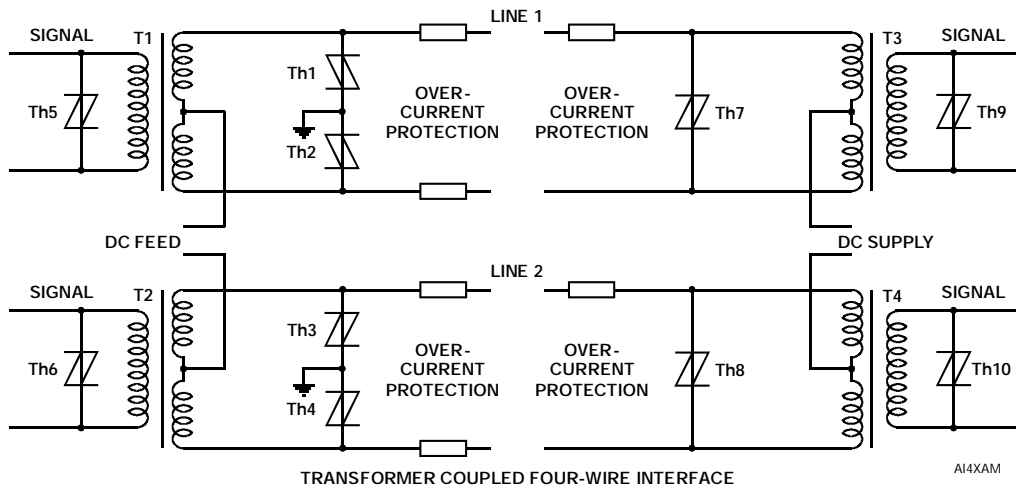 LINE 1
SIGNAL
T1
T3
SIGNAL
Th1
OVER-
CURRENT
PROTECTION
OVER-
CURRENT
PROTECTION
Th5
Th7
Th9
Th2
DC FEED
DC SUPPLY
LINE 2
SIGNAL
T2
T4
SIGNAL
Th3
OVER-
CURRENT
PROTECTION
OVER-
CURRENT
PROTECTION
Th6
Th8
Th10
Th4
TRANSFORMER COUPLED FOUR-WIRE INTERFACE
AI4XAM